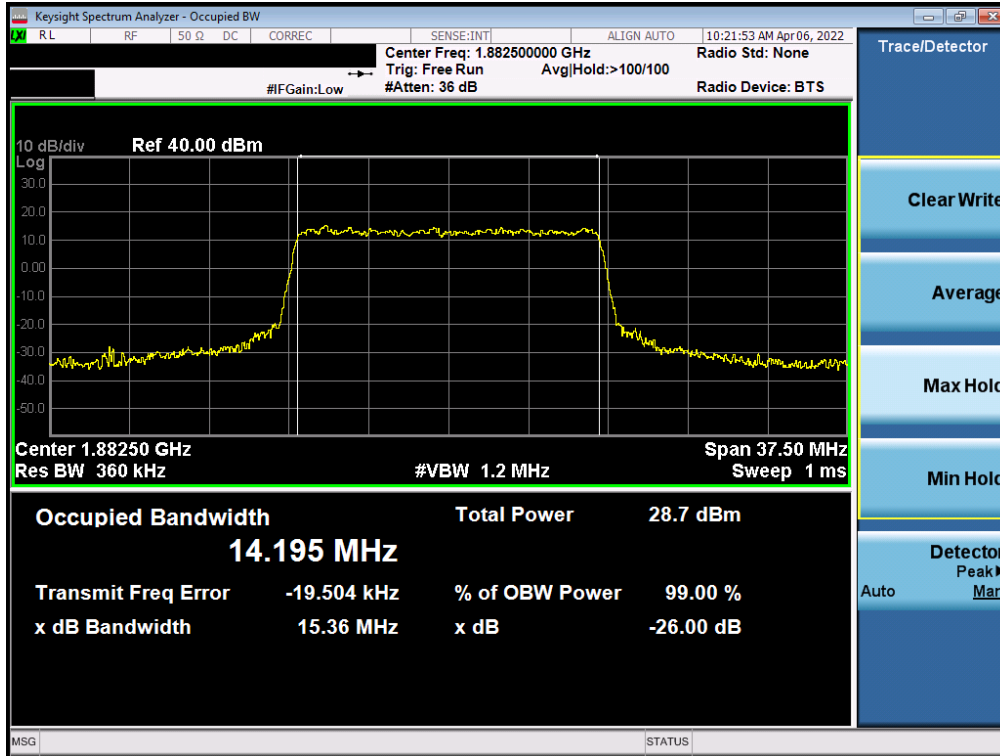 Keysight Spectrum Analyzer - Occupied BW
LXI RL RF 50 Ω DC CORREC SENSE:INT ALIGN AUTO 10:21:53 AM Apr 06, 2022
Center Freq: 1.882500000 GHz Radio Std: None
Trig: Free Run Avg|Hold:>100/100
#IFGain:Low #Atten: 36 dB Radio Device: BTS
Trace/Detector
10 dB/div Ref 40.00 dBm
Log
30.0
20.0
10.0
0.00
-10.0
-20.0
-30.0
-40.0
-50.0
Center 1.88250 GHz Span 37.50 MHz
Res BW 360 kHz #VBW 1.2 MHz Sweep 1 ms
Occupied Bandwidth Total Power 28.7 dBm
14.195 MHz
Transmit Freq Error -19.504 kHz % of OBW Power 99.00 %
x dB Bandwidth 15.36 MHz x dB -26.00 dB
Clear Write
Average
Max Hold
Min Hold
Detector
Peak
Auto Man
MSG STATUS